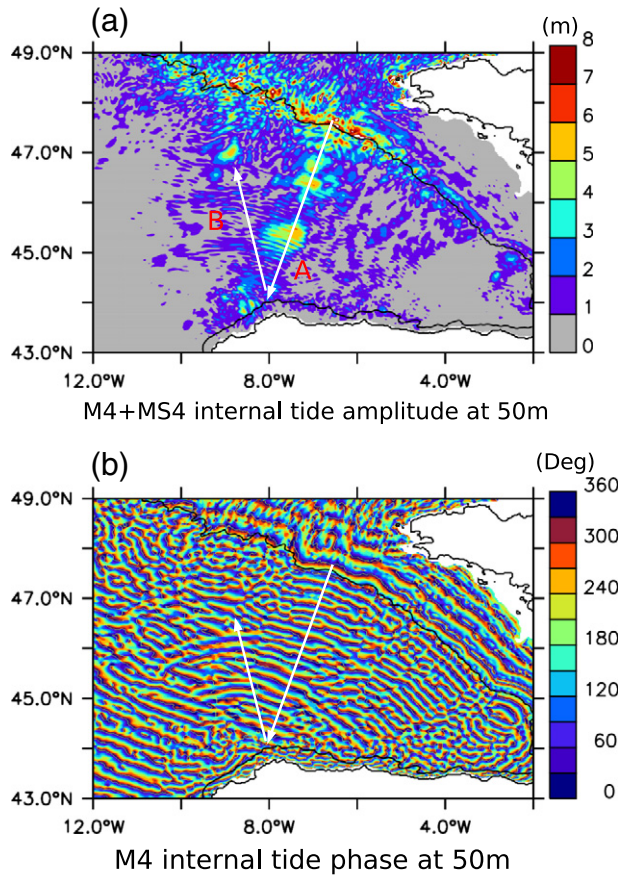 (a)
(m)
49.0°N
47.0°N
45.0°N
43.0°N
12.0°W
8.0°W
4.0°W
8
7
6
5
4
3
2
1
0
B
A
M4+MS4 internal tide amplitude at 50m
(b)
(Deg)
49.0°N
47.0°N
45.0°N
43.0°N
12.0°W
8.0°W
4.0°W
360
300
240
180
120
60
0
M4 internal tide phase at 50m